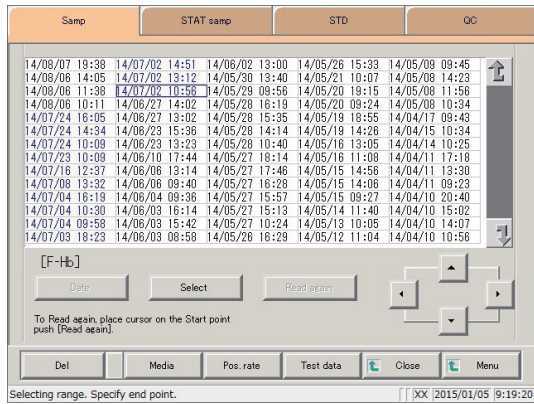 Samp STAT samp STD QC
14/08/07 19:38 14/07/02 14:51 14/06/02 13:00 14/05/26 15:33 14/05/09 09:45
14/08/06 14:05 14/07/02 13:12 14/05/30 13:40 14/05/21 10:07 14/05/08 14:23
14/08/06 11:38 14/07/02 10:56 14/05/29 09:56 14/05/20 19:15 14/05/08 11:56
14/08/06 10:11 14/06/27 14:02 14/05/28 16:19 14/05/20 09:24 14/05/08 10:34
14/07/24 16:05 14/06/27 13:02 14/05/28 15:35 14/05/19 18:55 14/04/17 09:43
14/07/24 14:34 14/06/23 15:36 14/05/28 14:14 14/05/19 14:26 14/04/15 10:34
14/07/24 10:09 14/06/23 13:23 14/05/28 10:40 14/05/16 13:05 14/04/14 10:25
14/07/23 10:09 14/06/10 17:44 14/05/27 18:14 14/05/16 11:08 14/04/11 17:18
14/07/16 12:37 14/06/06 13:14 14/05/27 17:46 14/05/15 14:56 14/04/11 13:30
14/07/08 13:32 14/06/06 09:40 14/05/27 16:28 14/05/15 14:06 14/04/11 09:23
14/07/04 16:19 14/06/04 09:36 14/05/27 15:57 14/05/15 09:27 14/04/10 20:40
14/07/04 10:30 14/06/03 16:14 14/05/27 15:13 14/05/14 11:40 14/04/10 15:02
14/07/04 09:58 14/06/03 15:42 14/05/27 10:24 14/05/13 10:05 14/04/10 14:07
14/07/03 18:23 14/06/03 08:58 14/05/26 16:29 14/05/12 11:04 14/04/10 10:56
[F-Hb]
Date Select Read again
To Read again, place cursor on the Start point
push [Read again].
Del Media Pos. rate Test data Close Menu
Selecting range. Specify end point. XX 2015/01/05 9:19:20